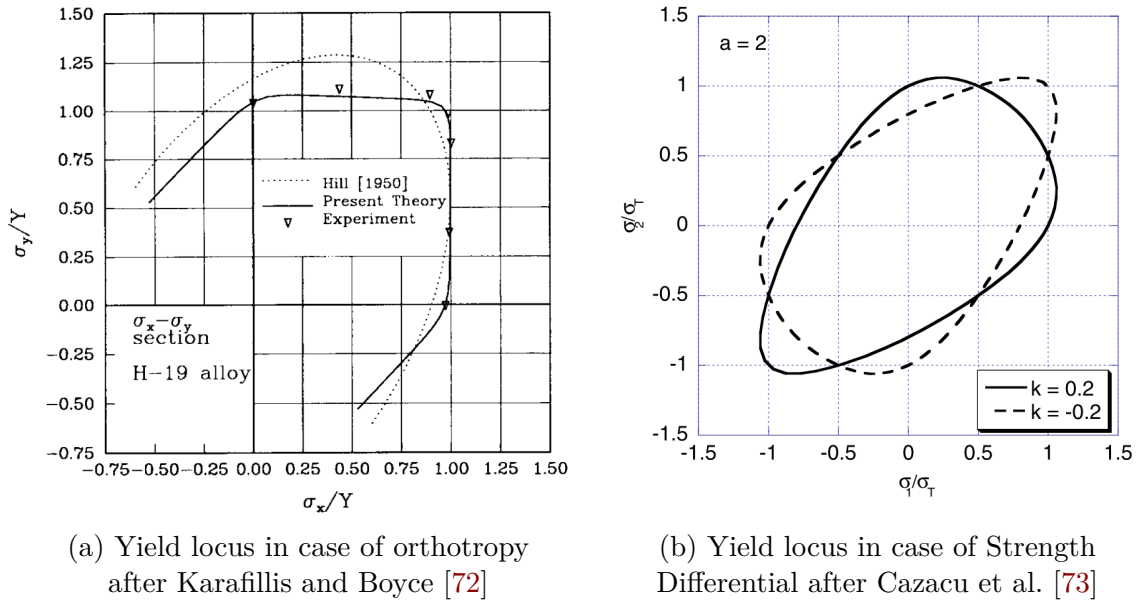 1.50
1.25
1.00
0.75
0.50
0.25
0.00
−0.25
−0.50
−0.75
−0.75−0.50−0.25 0.00 0.25 0.50 0.75 1.00 1.25 1.50
σy/Y
σx/Y
Hill [1950]
Present Theory
Experiment
σx−σy
section
H−19 alloy
(a) Yield locus in case of orthotropy
after Karafillis and Boyce [72]
1.5
1
0.5
0
-0.5
-1
-1.5
-1 -0.5 0 0.5 1 1.5
a = 2
σ2/σT
σ1/σT
k = 0.2
k = -0.2
(b) Yield locus in case of Strength
Differential after Cazacu et al. [73]